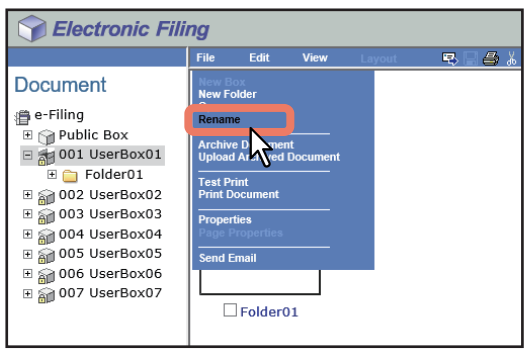 Electronic Filing
File Edit View Layout
Document
e-Filing
Public Box
001 UserBox01
Folder01
002 UserBox02
003 UserBox03
004 UserBox04
005 UserBox05
006 UserBox06
007 UserBox07
New Box
New Folder
Rename
Archive Document
Upload Archived Document
Test Print
Print Document
Properties
Page Properties
Send Email
Folder01